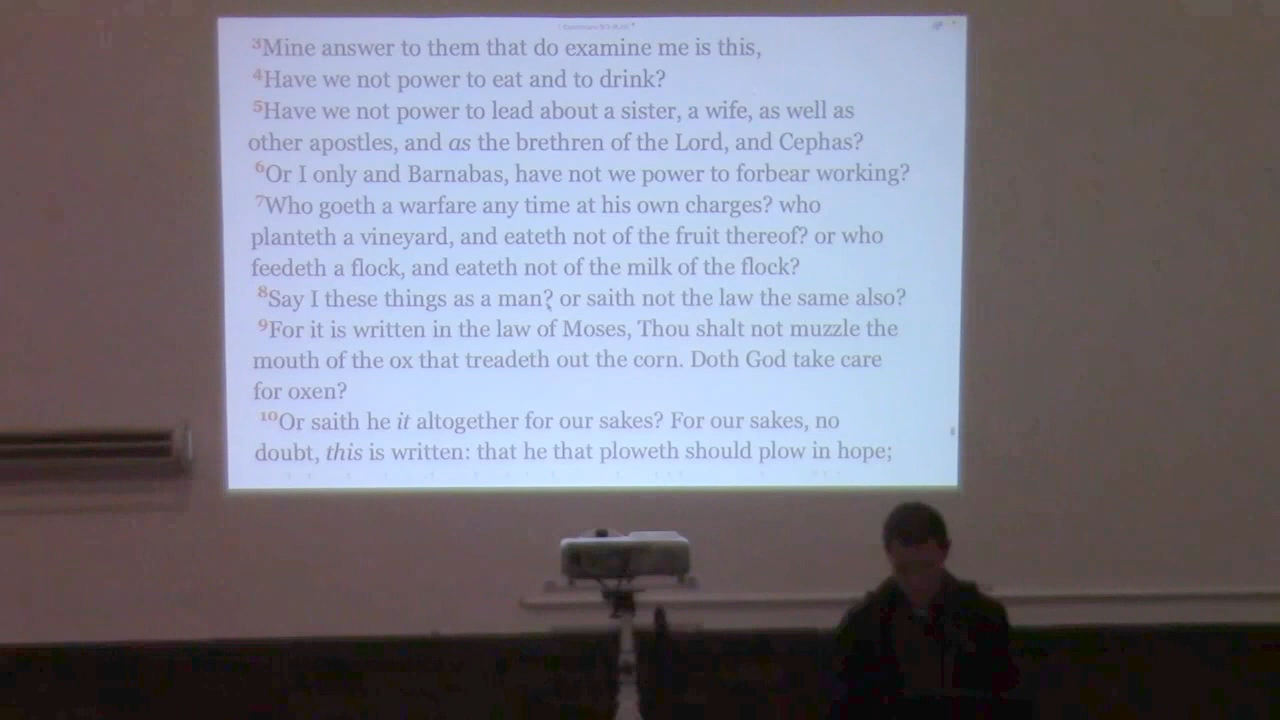 ³Mine answer to them that do examine me is this,
⁴Have we not power to eat and to drink?
⁵Have we not power to lead about a sister, a wife, as well as
other apostles, and as the brethren of the Lord, and Cephas?
⁶Or I only and Barnabas, have not we power to forbear working?
⁷Who goeth a warfare any time at his own charges? who
planteth a vineyard, and eateth not of the fruit thereof? or who
feedeth a flock, and eateth not of the milk of the flock?
⁸Say I these things as a man? or saith not the law the same also?
⁹For it is written in the law of Moses, Thou shalt not muzzle the
mouth of the ox that treadeth out the corn. Doth God take care
for oxen?
¹⁰Or saith he it altogether for our sakes? For our sakes, no
doubt, this is written: that he that ploweth should plow in hope;